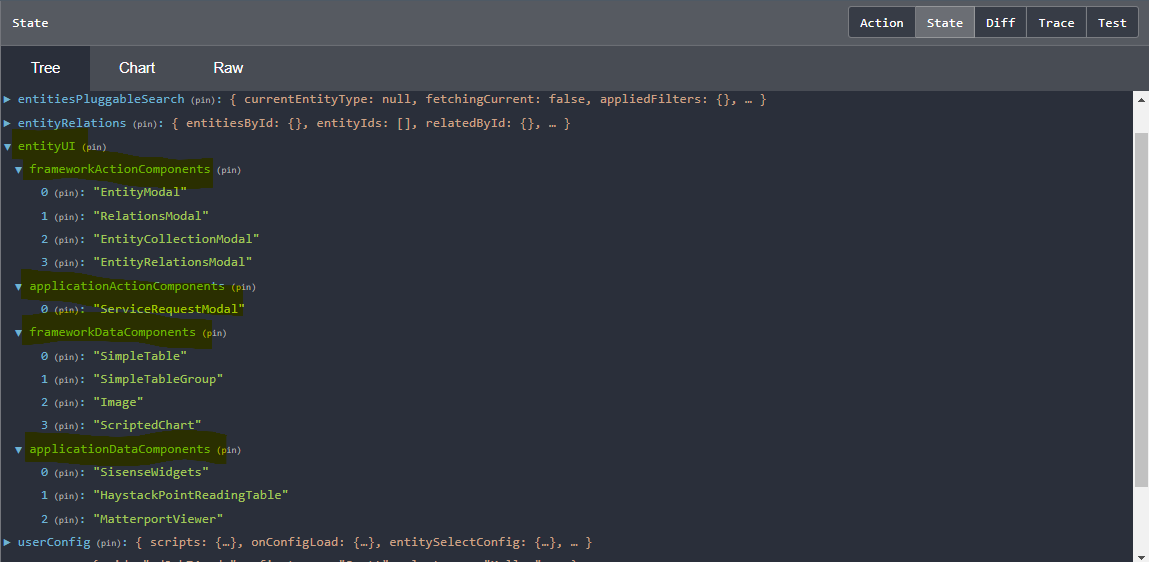 State Action State Diff Trace Test
Tree Chart Raw
entitiesPluggableSearch (pin): { currentEntityType: null, fetchingCurrent: false, appliedFilters: {}, … }
entityRelations (pin): { entitiesById: {}, entityIds: [], relatedById: {}, … }
entityUI (pin)
frameworkActionComponents (pin)
0 (pin): "EntityModal"
1 (pin): "RelationsModal"
2 (pin): "EntityCollectionModal"
3 (pin): "EntityRelationsModal"
applicationActionComponents (pin)
0 (pin): "ServiceRequestModal"
frameworkDataComponents (pin)
0 (pin): "SimpleTable"
1 (pin): "SimpleTableGroup"
2 (pin): "Image"
3 (pin): "ScriptedChart"
applicationDataComponents (pin)
0 (pin): "SisenseWidgets"
1 (pin): "HaystackPointReadingTable"
2 (pin): "MatterportViewer"
userConfig (pin): { scripts: {…}, onConfigLoad: {…}, entitySelectConfig: {…}, … }